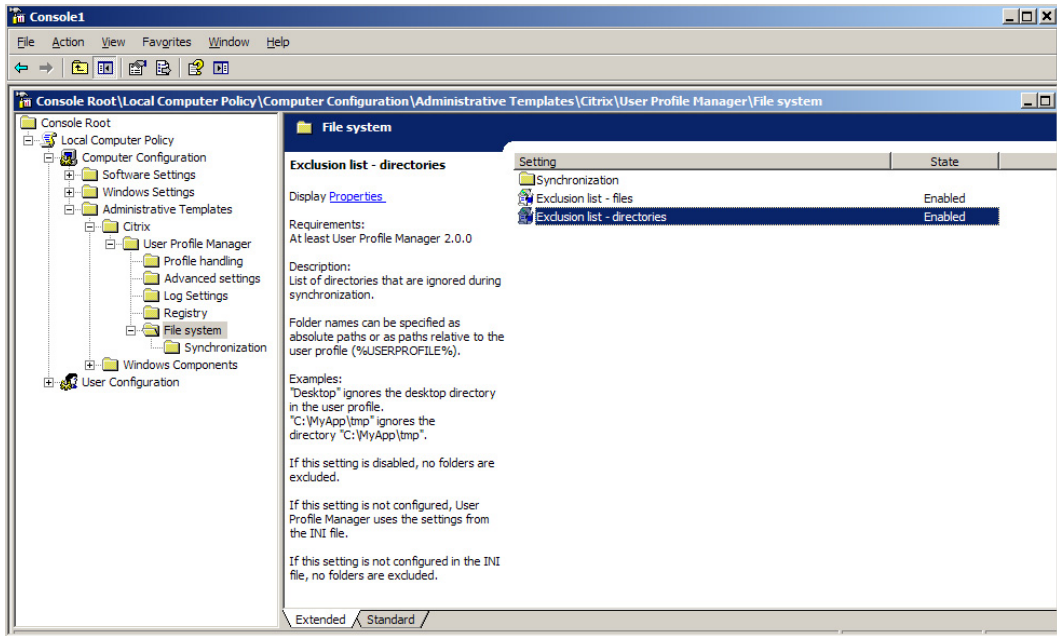 Console1
File Action View Favorites Window Help
Console Root\Local Computer Policy\Computer Configuration\Administrative Templates\Citrix\User Profile Manager\File system
Console Root
Local Computer Policy
Computer Configuration
Software Settings
Windows Settings
Administrative Templates
Citrix
User Profile Manager
Profile handling
Advanced settings
Log Settings
Registry
File system
Synchronization
Windows Components
User Configuration
File system
Exclusion list - directories
Display Properties
Requirements:
At least User Profile Manager 2.0.0
Description:
List of directories that are ignored during
synchronization.
Folder names can be specified as
absolute paths or as paths relative to the
user profile (%USERPROFILE%).
Examples:
"Desktop" ignores the desktop directory
in the user profile.
"C:\MyApp\tmp" ignores the
directory "C:\MyApp\tmp".
If this setting is disabled, no folders are
excluded.
If this setting is not configured, User
Profile Manager uses the settings from
the INI file.
If this setting is not configured in the INI
file, no folders are excluded.
Setting State
Synchronization
Exclusion list - files Enabled
Exclusion list - directories Enabled
Extended Standard